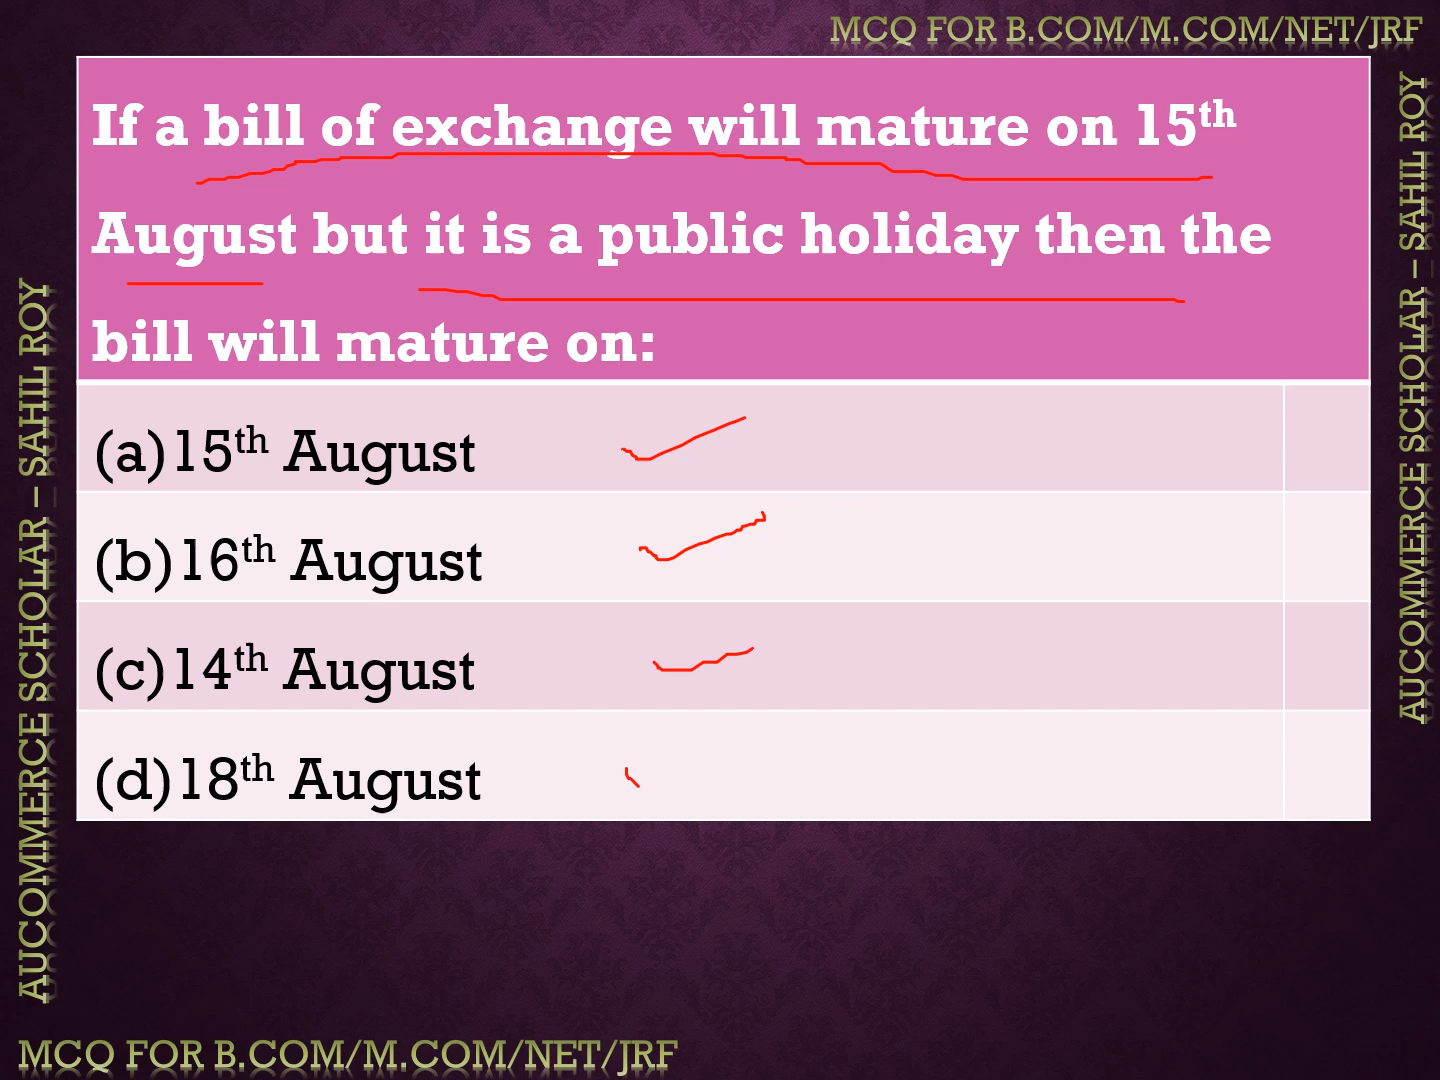 MCQ FOR B.COM/M.COM/NET/JRF
If a bill of exchange will mature on 15th
August but it is a public holiday then the
bill will mature on:
(a)15th August
(b)16th August
(c)14th August
(d)18th August
AUCOMMERCE SCHOLAR – SAHIL ROY
AUCOMMERCE SCHOLAR – SAHIL ROY
MCQ FOR B.COM/M.COM/NET/JRF